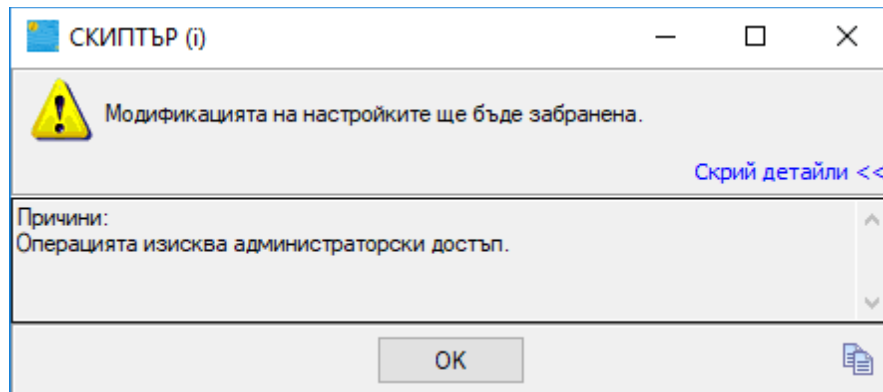 СКИПТЪР (i)
Модификацията на настройките ще бъде забранена.
Скрий детайли <<
Причини:
Операцията изисква администраторски достъп.
OK